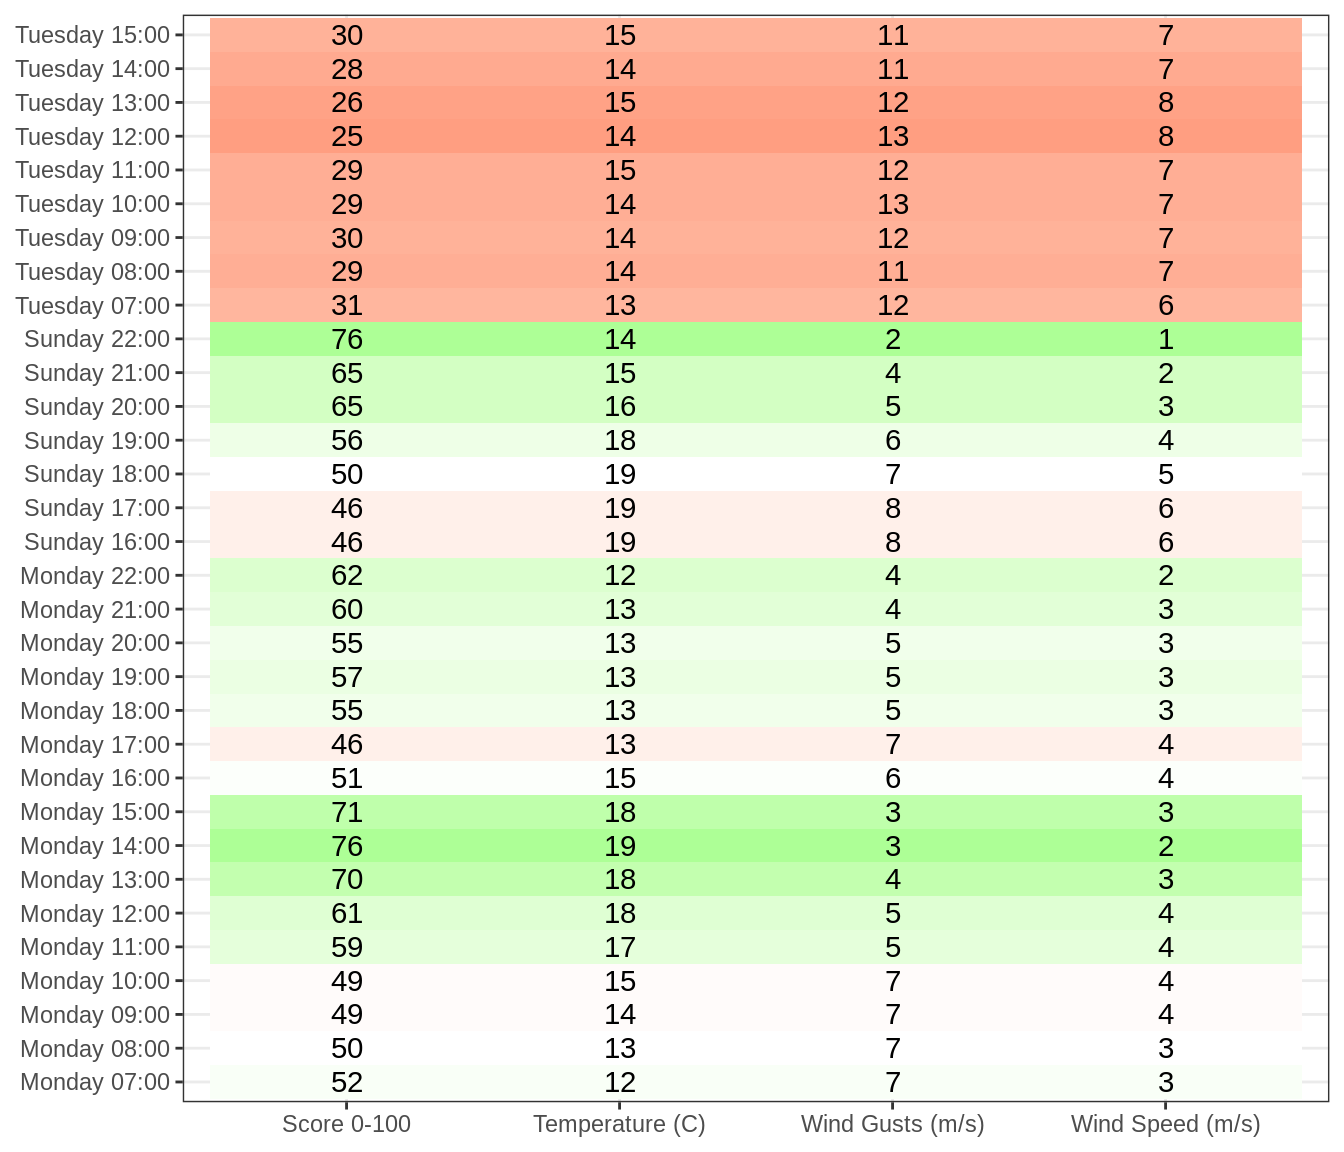 Tuesday 15:00 30 15 11 7
Tuesday 14:00 28 14 11 7
Tuesday 13:00 26 15 12 8
Tuesday 12:00 25 14 13 8
Tuesday 11:00 29 15 12 7
Tuesday 10:00 29 14 13 7
Tuesday 09:00 30 14 12 7
Tuesday 08:00 29 14 11 7
Tuesday 07:00 31 13 12 6
Sunday 22:00 76 14 2 1
Sunday 21:00 65 15 4 2
Sunday 20:00 65 16 5 3
Sunday 19:00 56 18 6 4
Sunday 18:00 50 19 7 5
Sunday 17:00 46 19 8 6
Sunday 16:00 46 19 8 6
Monday 22:00 62 12 4 2
Monday 21:00 60 13 4 3
Monday 20:00 55 13 5 3
Monday 19:00 57 13 5 3
Monday 18:00 55 13 5 3
Monday 17:00 46 13 7 4
Monday 16:00 51 15 6 4
Monday 15:00 71 18 3 3
Monday 14:00 76 19 3 2
Monday 13:00 70 18 4 3
Monday 12:00 61 18 5 4
Monday 11:00 59 17 5 4
Monday 10:00 49 15 7 4
Monday 09:00 49 14 7 4
Monday 08:00 50 13 7 3
Monday 07:00 52 12 7 3
Score 0-100 Temperature (C) Wind Gusts (m/s) Wind Speed (m/s)